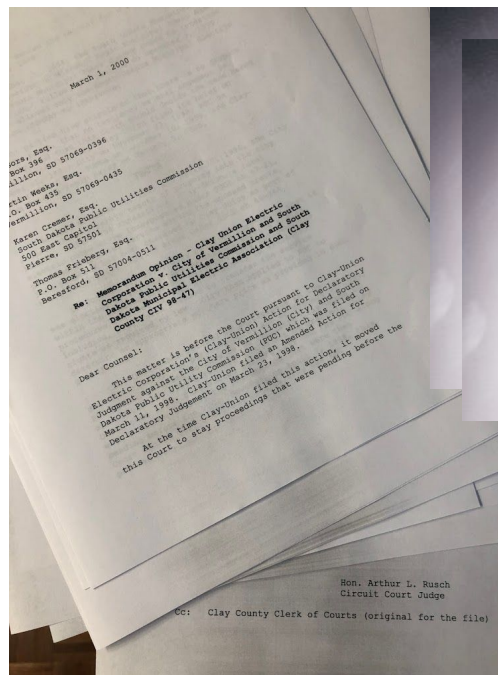 March 1, 2000
ors, Esq.
Box 396
illion, SD 57069-0396
rtin Weeks, Esq.
.O. Box 435
ermillion, SD 57069-0435
Karen Cremer, Esq.
South Dakota Public Utilities Commission
500 East Capitol
Pierre, SD 57501
Thomas Frieberg, Esq.
P.O. Box 511
Beresford, SD 57004-0511
Re: Memorandum Opinion - Clay Union Electric
Corporation v. City of Vermillion and South
Dakota Public Utilities Commission and South
Dakota Municipal Electric Association (Clay
County CIV 98-47)
Dear Counsel:
This matter is before the Court pursuant to Clay-Union
Electric Corporation's (Clay-Union) Action for Declaratory
Judgment against the City of Vermillion (City) and South
Dakota Public Utility Commission (PUC) which was filed on
March 11, 1998. Clay-Union filed an Amended Action for
Declaratory Judgement on March 23, 1998.
At the time Clay-Union filed this action, it moved
this Court to stay proceedings that were pending before the
Hon. Arthur L. Rusch
Circuit Court Judge
Cc: Clay County Clerk of Courts (original for the file)